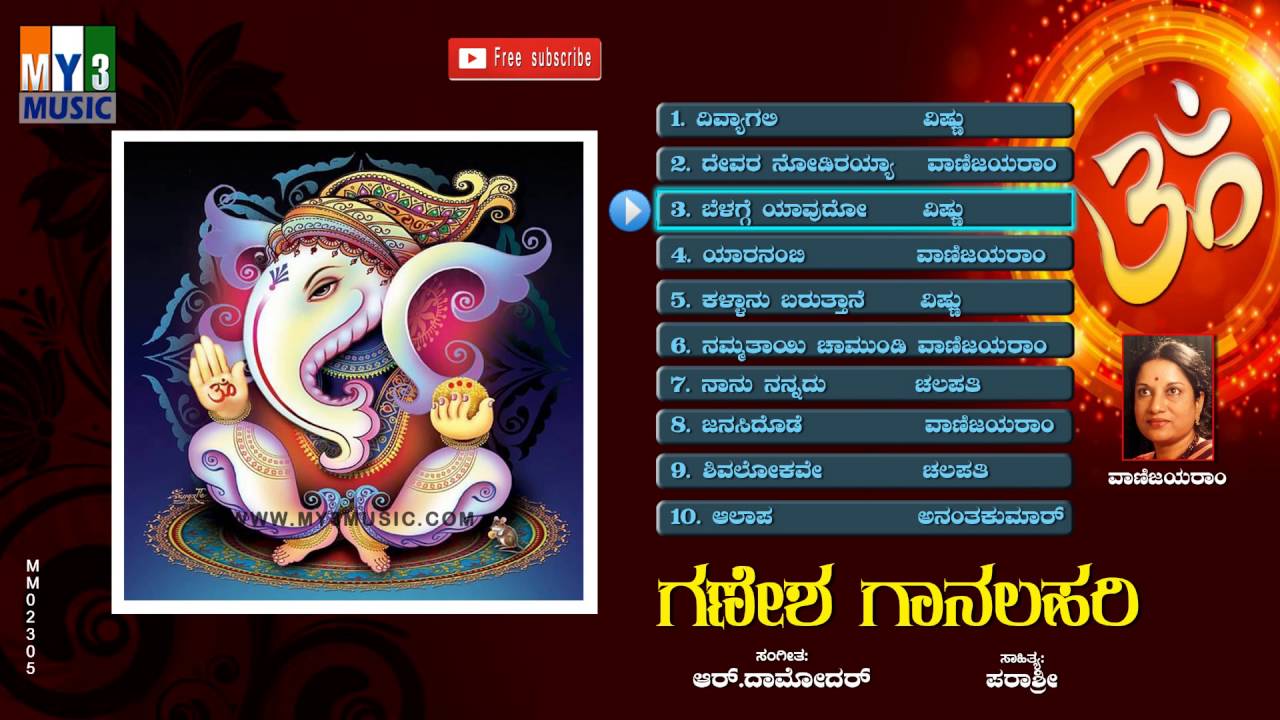 MY3
MUSIC
Free subscribe
1. ದಿವ್ಯಾಗಲಿ ವಿಷ್ಣು
2. ದೇವರ ನೋಡಿರಯ್ಯಾ ವಾಣಿಜಯರಾಂ
3. ಬೆಳಗ್ಗೆ ಯಾವುದೋ ವಿಷ್ಣು
4. ಯಾರನಂಬಿ ವಾಣಿಜಯರಾಂ
5. ಕಳ್ಳಾನು ಬರುತ್ತಾನೆ ವಿಷ್ಣು
6. ನಮ್ಮತಾಯಿ ಚಾಮುಂಡಿ ವಾಣಿಜಯರಾಂ
7. ನಾನು ನನ್ನದು ಚಲಪತಿ
8. ಜನಸಿದೊಡೆ ವಾಣಿಜಯರಾಂ
9. ಶಿವಲೋಕವೇ ಚಲಪತಿ
10. ಆಲಾಪ ಅನಂತಕುಮಾರ್
ॐ
ॐ
ವಾಣಿಜಯರಾಂ
WWW.MY3MUSIC.COM
MM02305
ಗಣೇಶ ಗಾನಲಹರಿ
ಸಂಗೀತ: ಸಾಹಿತ್ಯ:
ಆರ್.ದಾಮೋದರ್ ಪರಾಶ್ರೀ